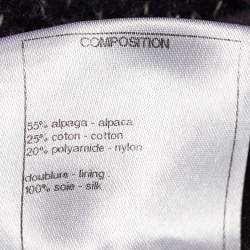 COMPOSITION
55% alpaga - alpaca
25% coton - cotton
20% polyamide - nylon
doublure - lining :
100% soie - silk